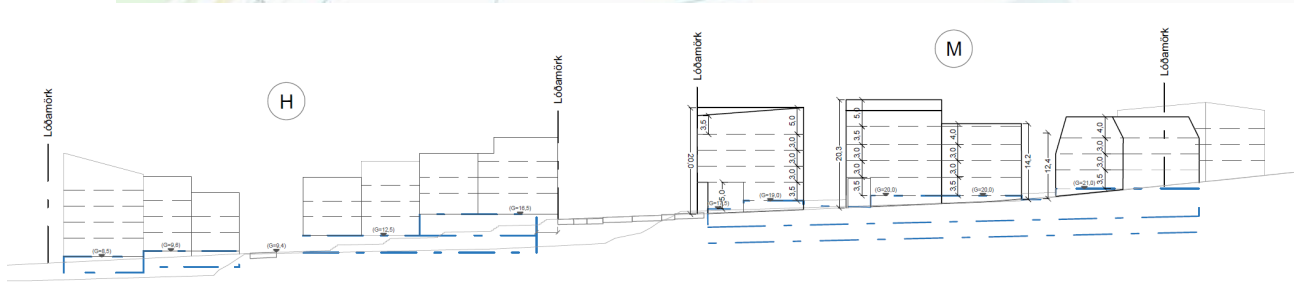 Lóðamörk
H
Lóðamörk
Lóðamörk
M
Lóðamörk
(G=6,5)
(G=9,8)
(G=9,4)
(G=12,5)
(G=16,5)
20,0
3,5
5,0
3,0
3,0
3,0
3,5
5,0
(G=19,0)
20,3
5,0
3,0
3,0
3,0
3,5
(G=20,0)
4,0
3,0
3,0
3,5
(G=20,0)
14,2
12,4
4,0
3,0
3,0
3,5
(G=21,0)